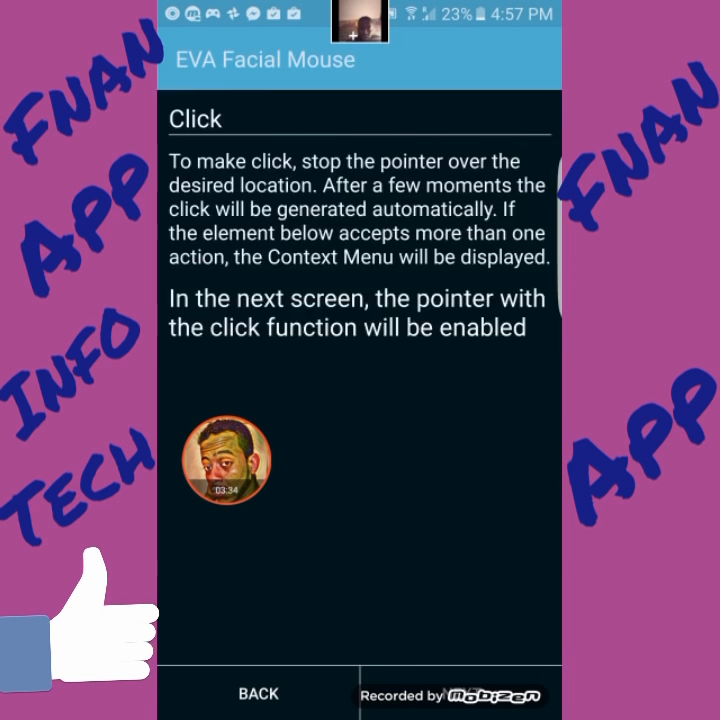 23% 4:57 PM
EVA Facial Mouse
Click
To make click, stop the pointer over the
desired location. After a few moments the
click will be generated automatically. If
the element below accepts more than one
action, the Context Menu will be displayed.
In the next screen, the pointer with
the click function will be enabled
03:34
BACK
Recorded by mobizen
FNAN
APP
INFO
TECH
FNAN
APP